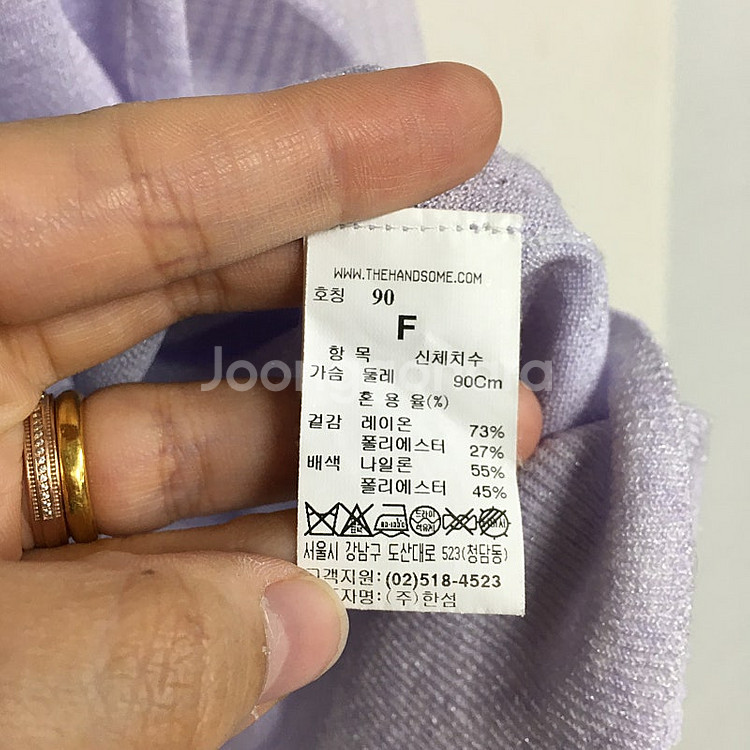 WWW.THEHANDSOME.COM
호칭 90
F
항 목 신체치수
가슴 둘레 90Cm
혼 용 율(%)
겉감 레이온 73%
폴리에스터 27%
배색 나일론 55%
폴리에스터 45%
서울시 강남구 도산대로 523(청담동)
고객지원: (02)518-4523
자명: (주)한섬